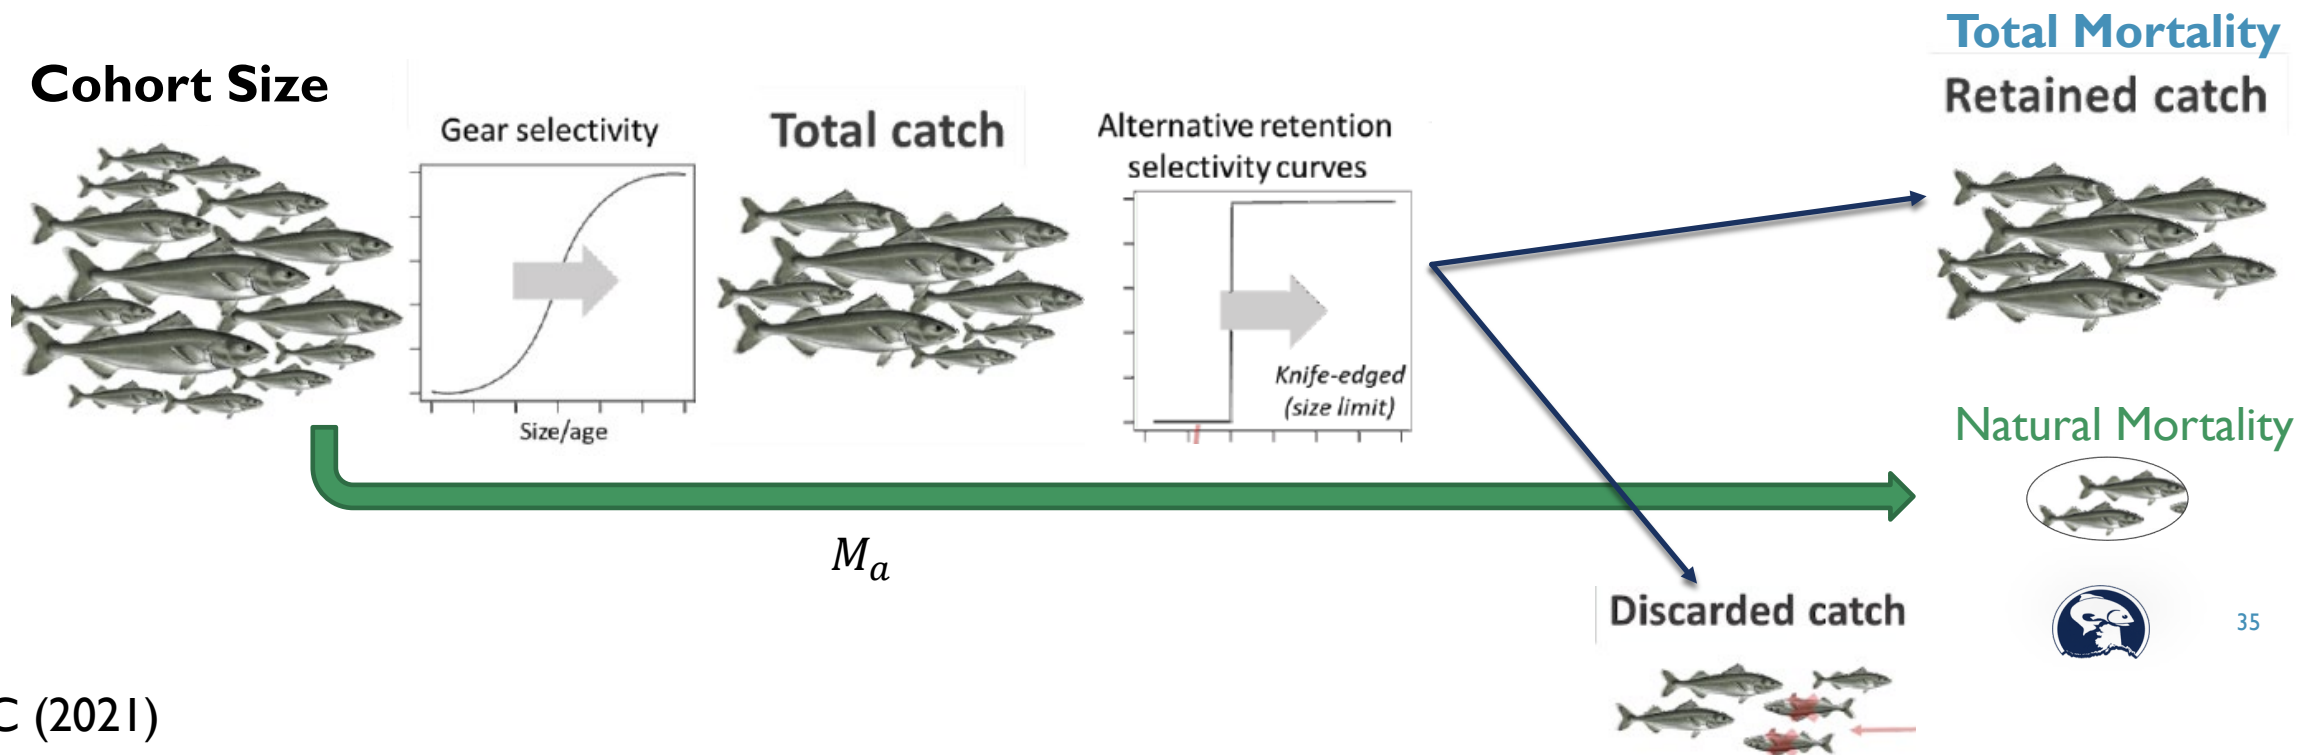 Total Mortality
Cohort Size
Retained catch
Gear selectivity
Total catch
Alternative retention
selectivity curves
Knife-edged
(size limit)
Size/age
Natural Mortality
Mₐ
Discarded catch
35
C (2021)